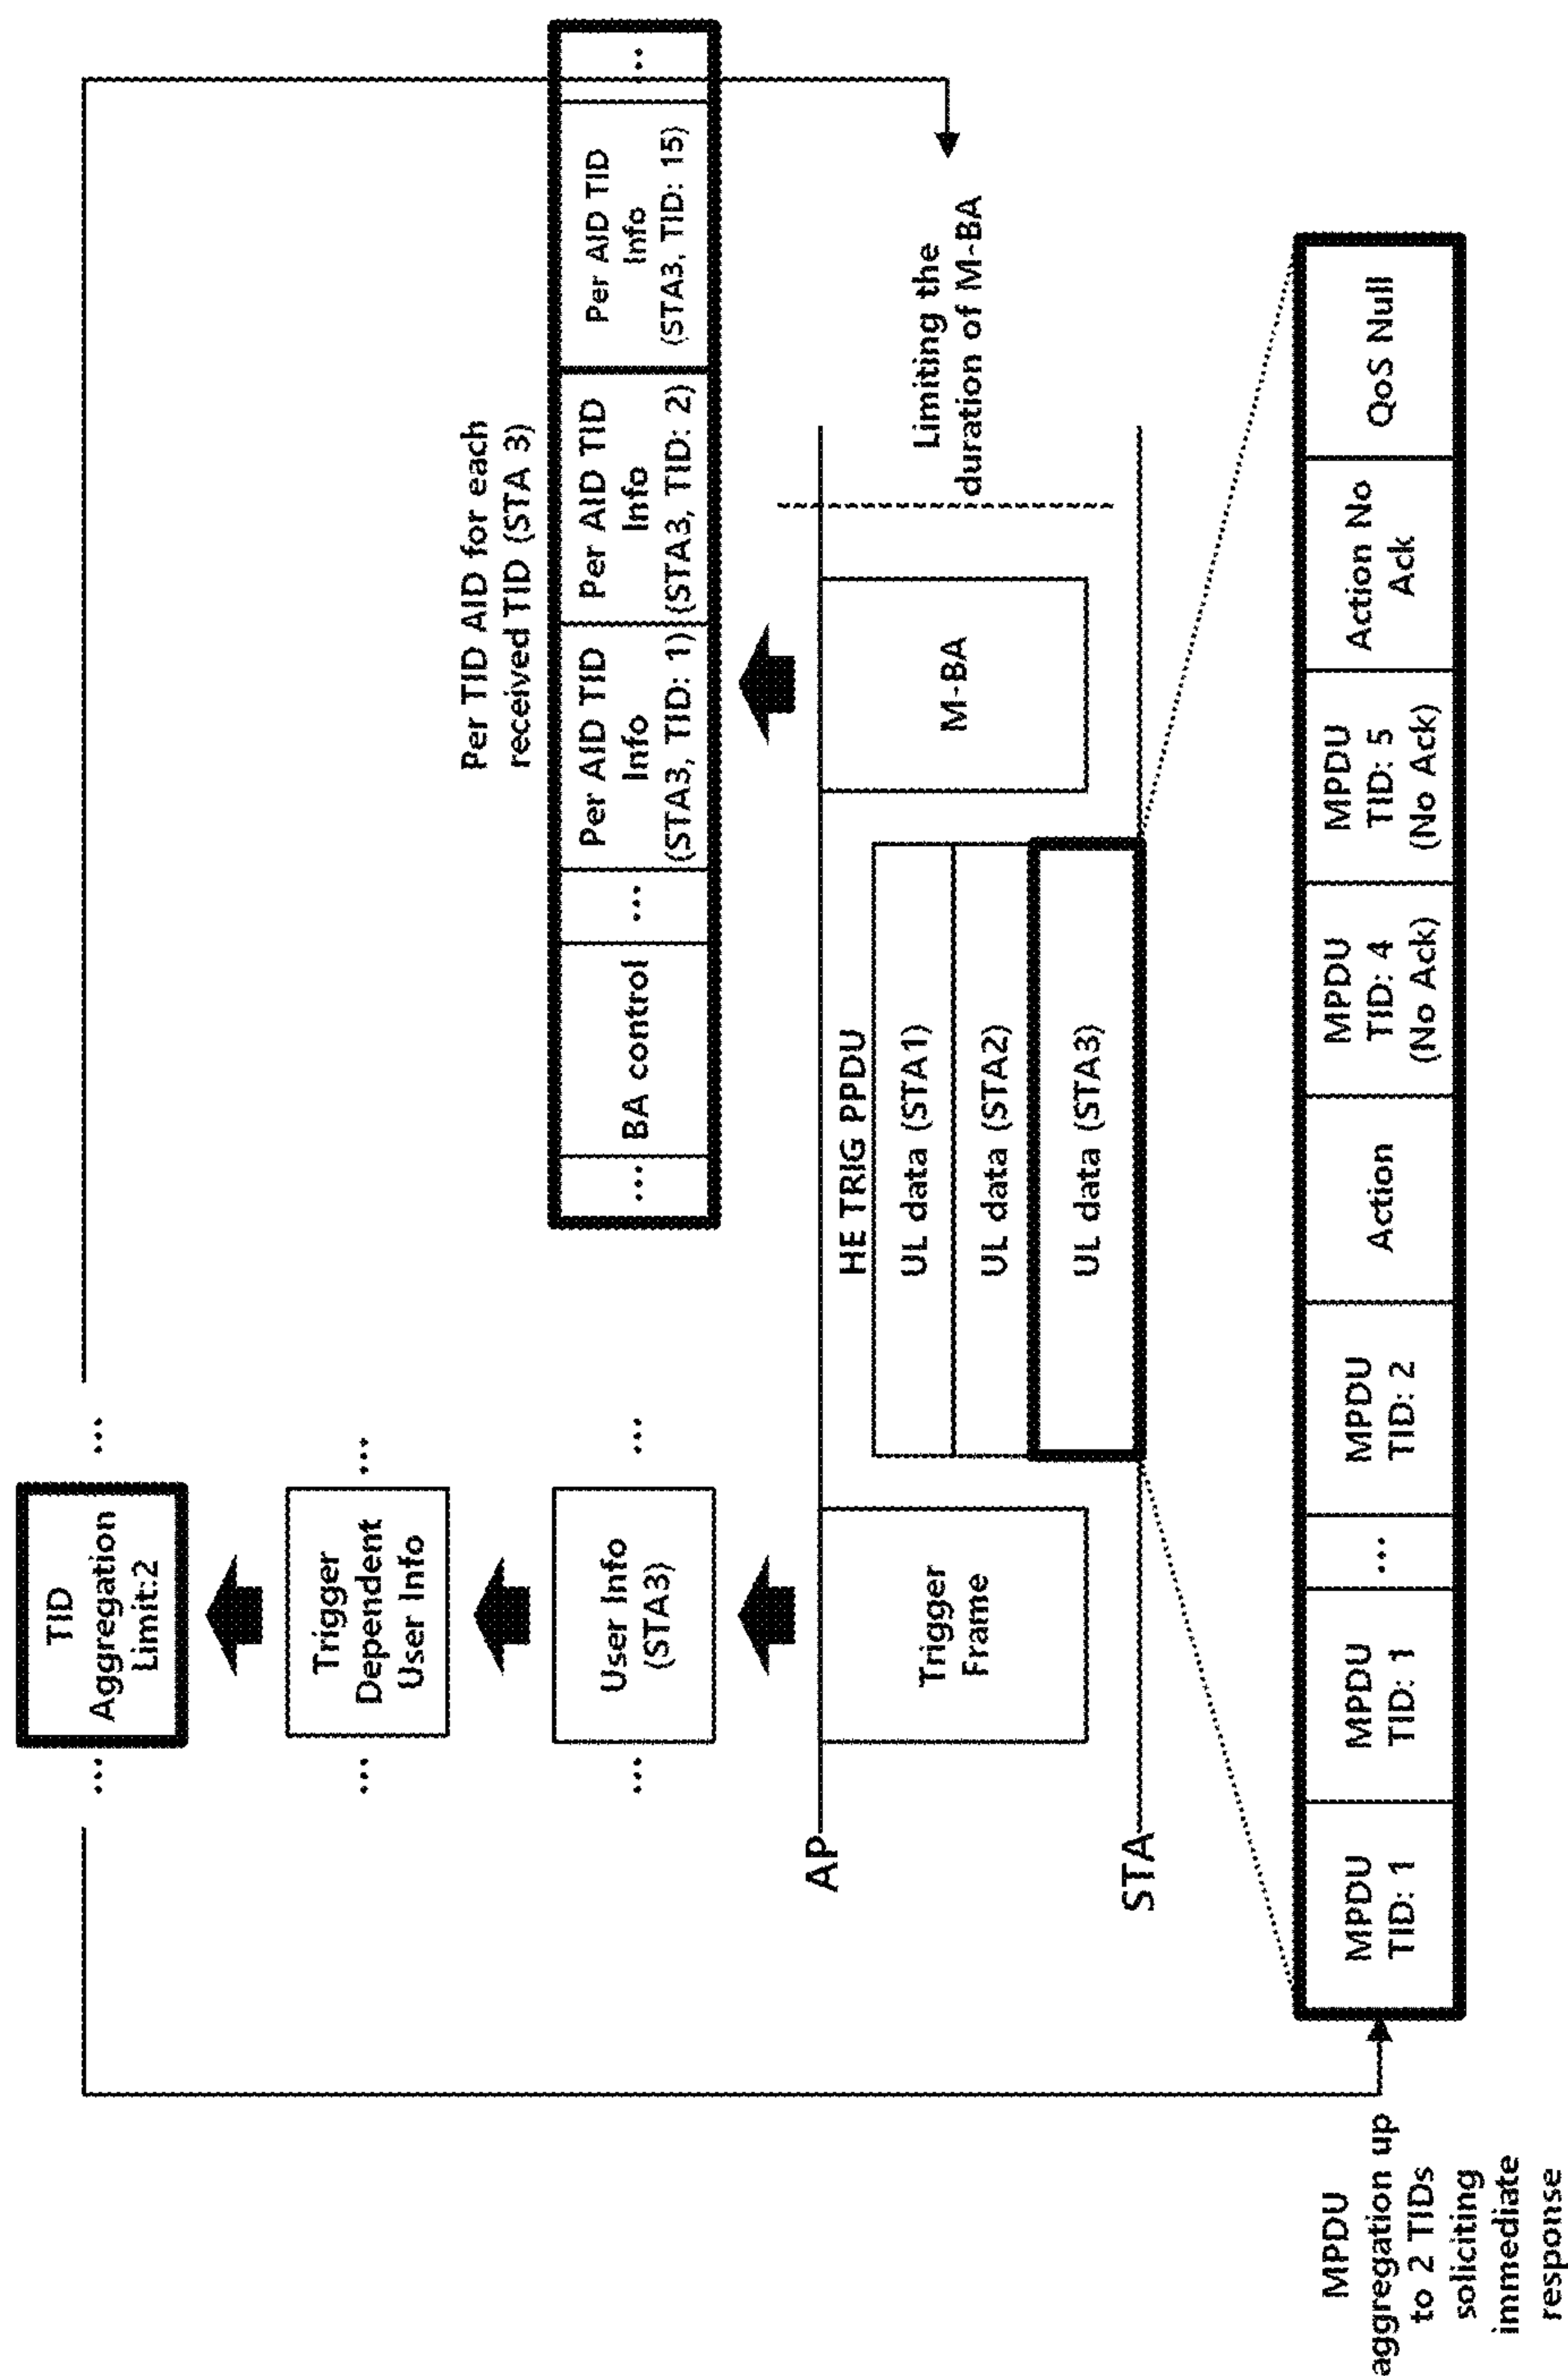 ...
TID
Aggregation
Limit:2
...
...
Trigger
Dependent
User Info
...
...
User Info
(STA3)
...
Per TID AID for each
received TID (STA 3)
...
BA control
...
Per AID TID
Info
(STA3, TID: 1)
Per AID TID
Info
(STA3, TID: 2)
Per AID TID
Info
(STA3, TID: 15)
...
AP
Trigger
Frame
HE TRIG PPDU
UL data (STA1)
UL data (STA2)
UL data (STA3)
M-BA
Limiting the
duration of M-BA
STA
MPDU
aggregation up
to 2 TIDs
soliciting
immediate
response
MPDU
TID: 1
MPDU
TID: 1
...
MPDU
TID: 2
Action
MPDU
TID: 4
(No Ack)
MPDU
TID: 5
(No Ack)
Action No
Ack
QoS Null